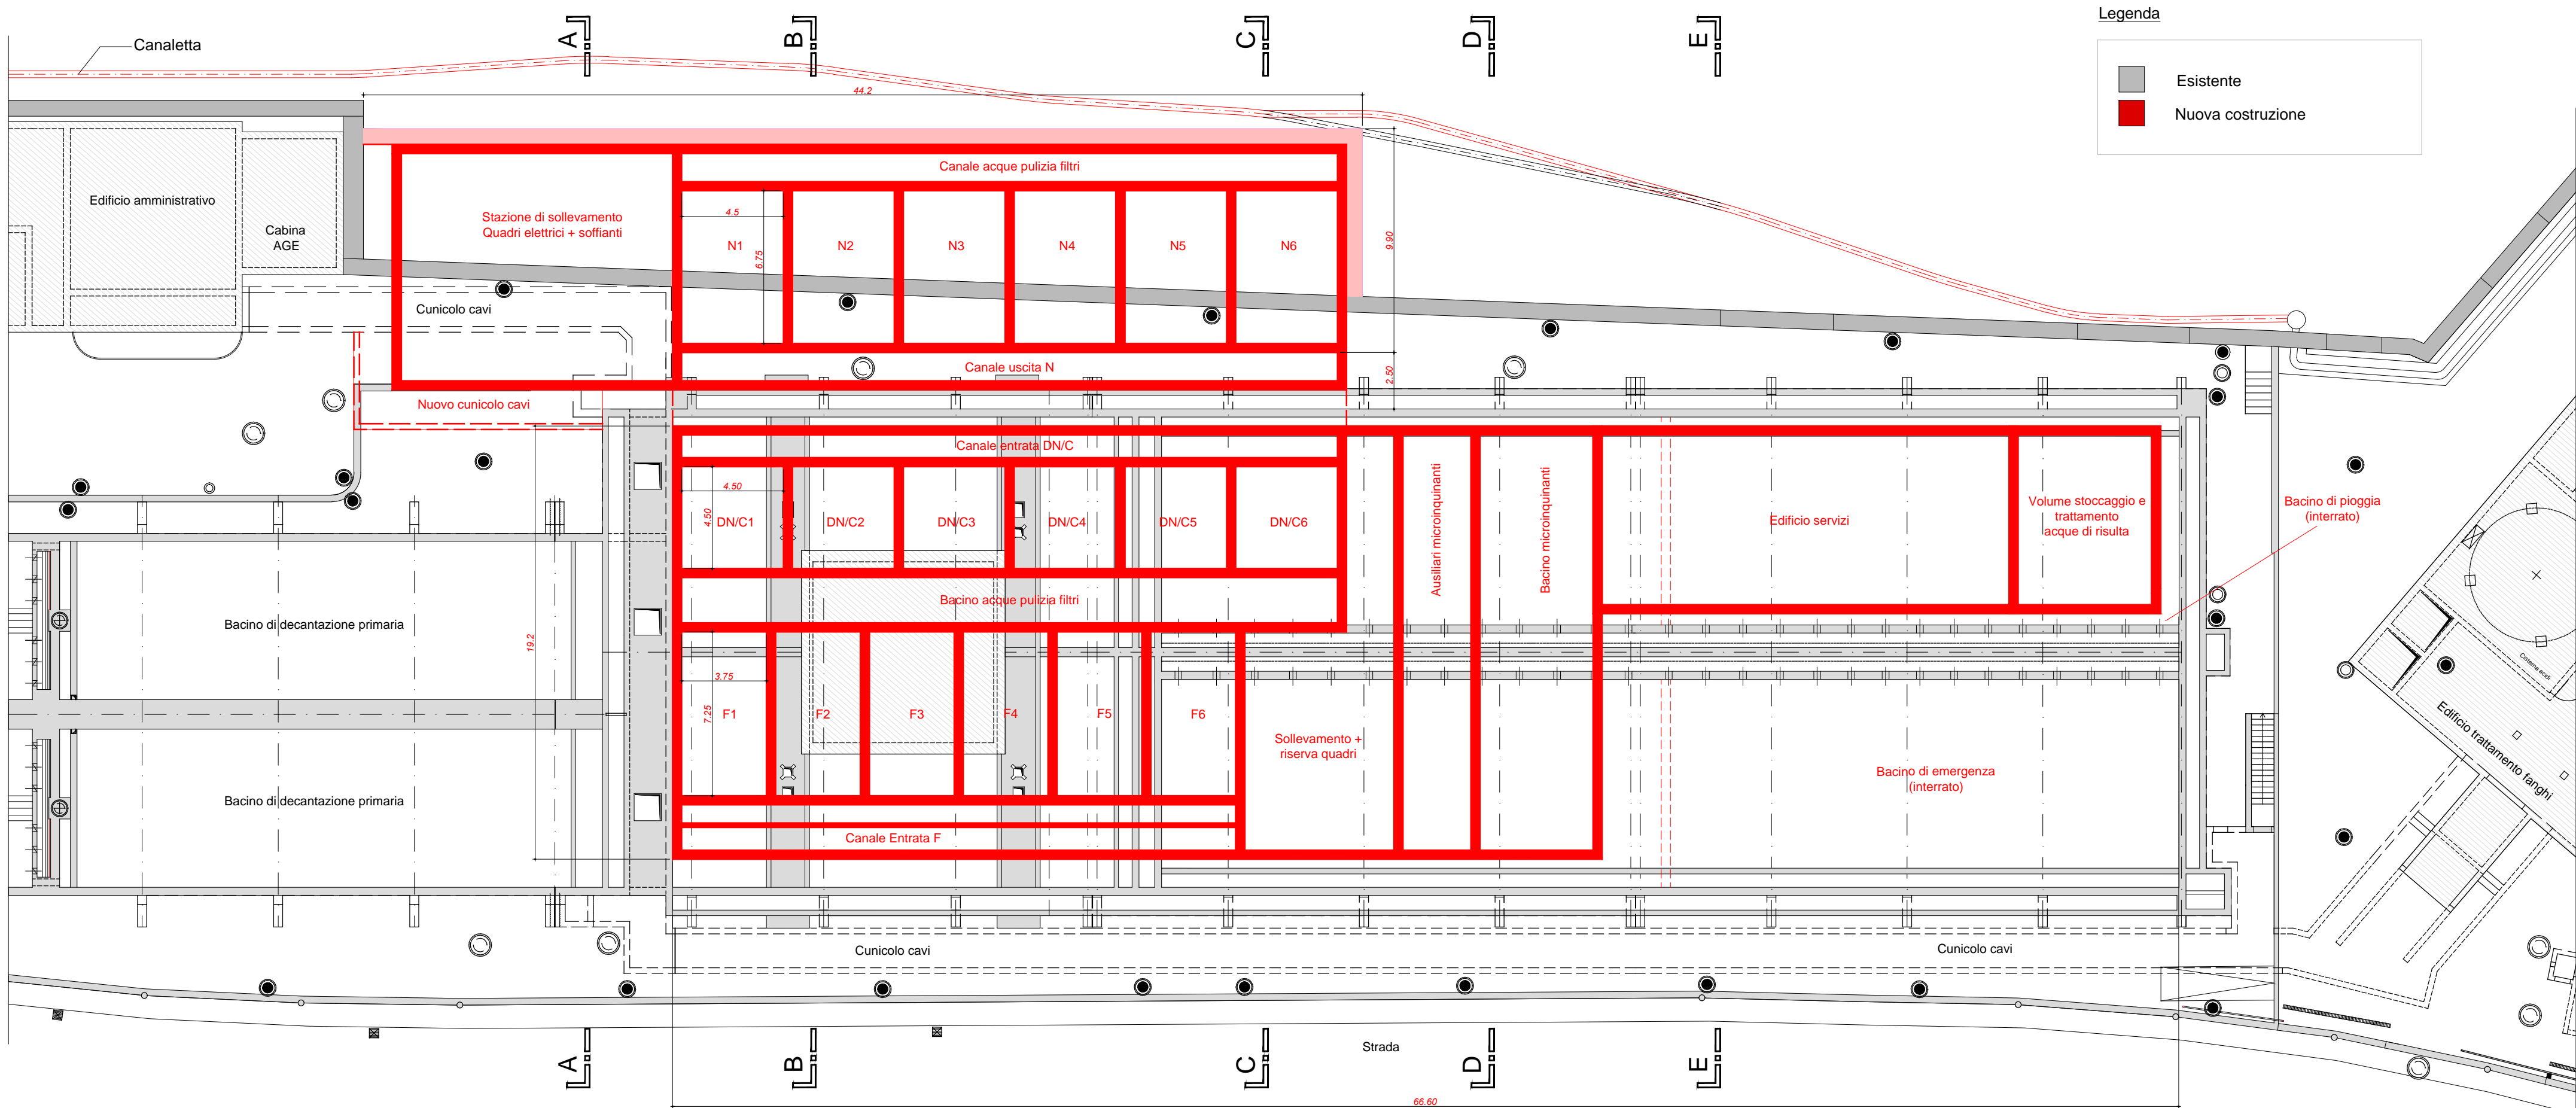 Legenda
Esistente
Nuova costruzione
Canaletta
A
B
C
D
E
44.2
Canale acque pulizia filtri
Edificio amministrativo
Cabina
AGE
Stazione di sollevamento
Quadri elettrici + soffianti
4.5
6.75
N1
N2
N3
N4
N5
N6
9.90
Cunicolo cavi
Canale uscita N
2.50
Nuovo cunicolo cavi
Canale entrata DN/C
4.50
4.50
DN/C1
DN/C2
DN/C3
DN/C4
DN/C5
DN/C6
Ausiliari microinquinanti
Bacino microinquinanti
Edificio servizi
Volume stoccaggio e
trattamento
acque di risulta
Bacino di pioggia
(interrato)
Bacino acque pulizia filtri
Bacino di decantazione primaria
19.2
3.75
7.25
F1
F2
F3
F4
F5
F6
Sollevamento +
riserva quadri
Bacino di emergenza
(interrato)
Cisterna acidi
Edificio trattamento fanghi
Bacino di decantazione primaria
Canale Entrata F
Cunicolo cavi
Cunicolo cavi
Strada
A
B
C
D
E
66.60